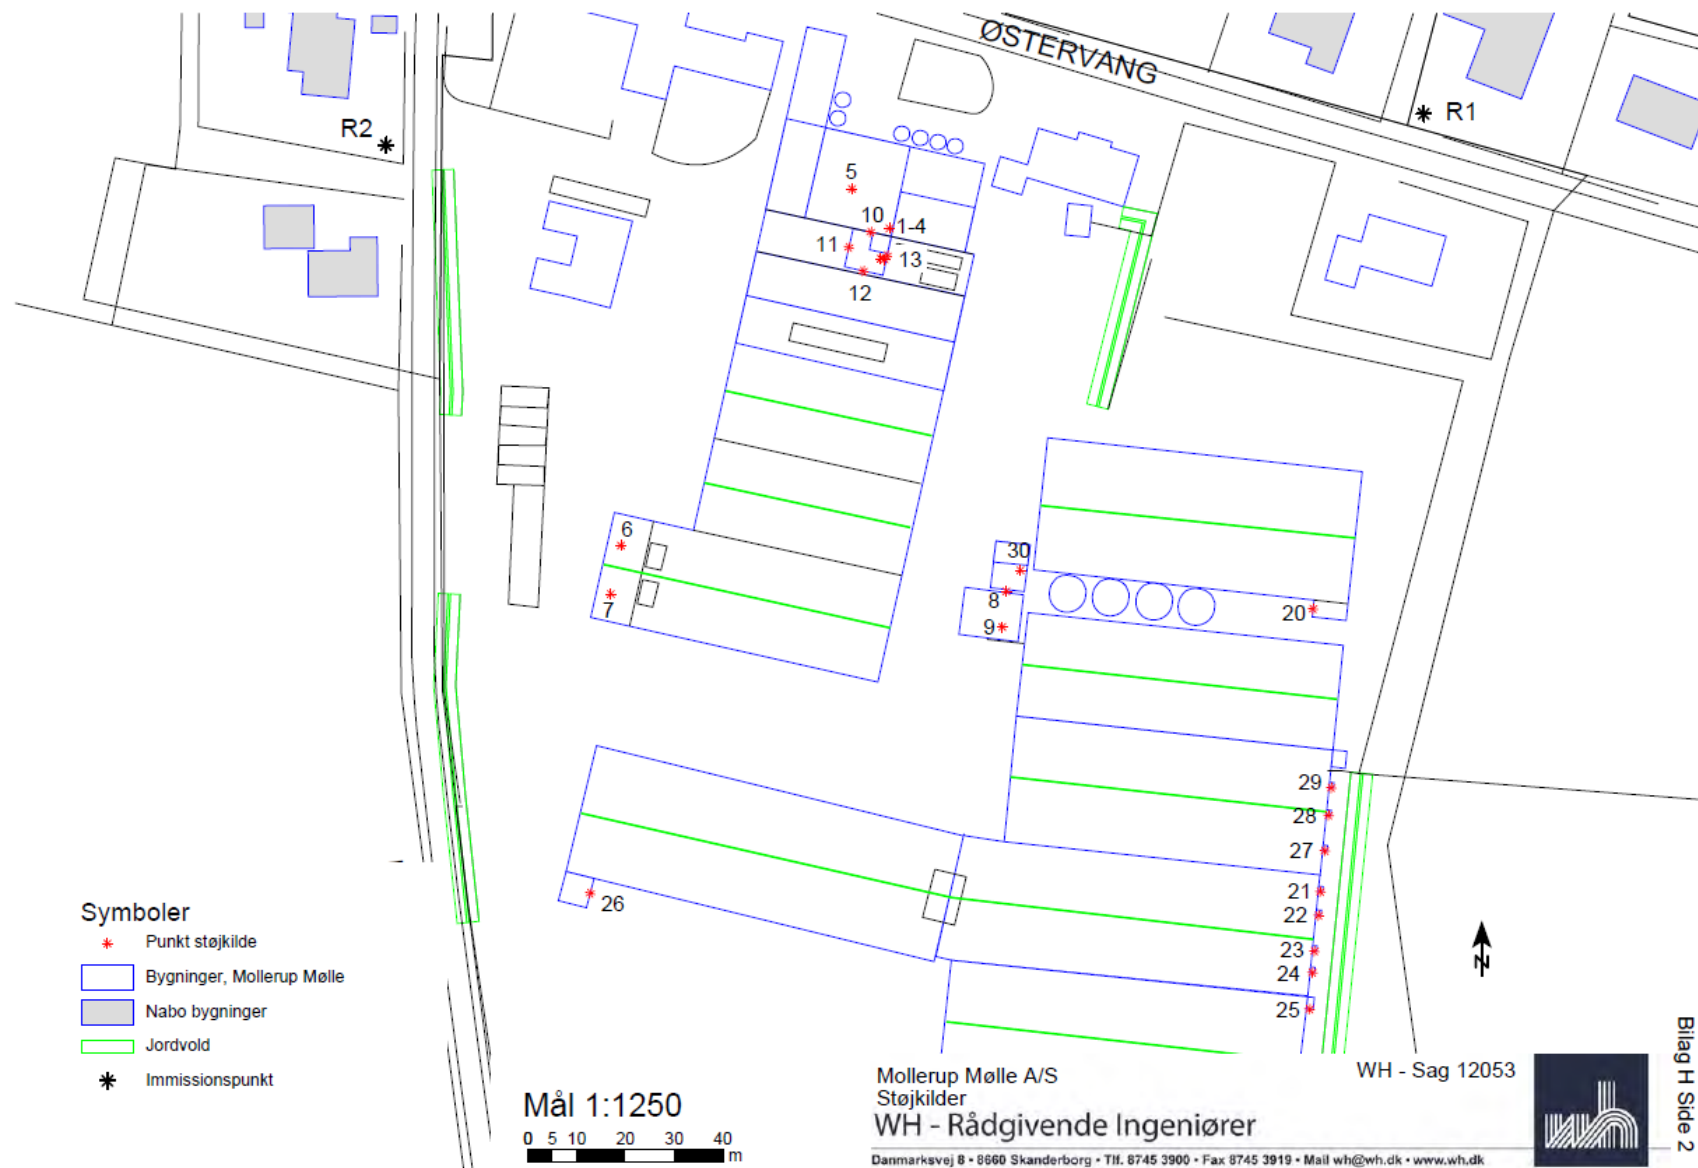 ØSTERVANG
R1
R2
5
10
1-4
11
13
12
6
7
30
8
9
20
29
28
27
21
22
23
24
25
26
N
Symboler
Punkt støjkilde
Bygninger, Mollerup Mølle
Nabo bygninger
Jordvold
Immissionspunkt
Mål 1:1250
0 5 10 20 30 40
m
Mollerup Mølle A/S
Støjkilder
WH - Sag 12053
WH - Rådgivende Ingeniører
Danmarksvej 8 • 8660 Skanderborg • Tlf. 8745 3900 • Fax 8745 3919 • Mail wh@wh.dk • www.wh.dk
wh
Bilag H Side 2